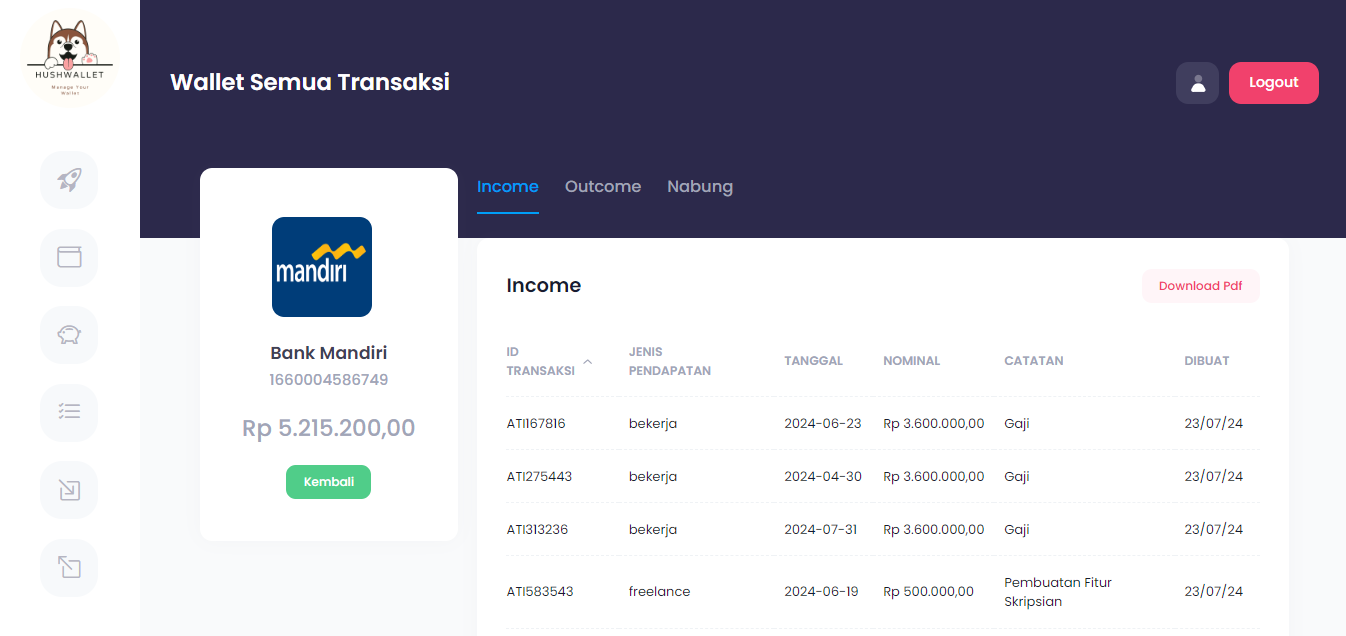 HUSHWALLET
Manage Your
Wallet
Wallet Semua Transaksi
Logout
mandiri
Bank Mandiri
1660004586749
Rp 5.215.200,00
Kembali
Income Outcome Nabung
Income
Download Pdf
ID
TRANSAKSI
JENIS
PENDAPATAN
TANGGAL
NOMINAL
CATATAN
DIBUAT
ATI167816 bekerja 2024-06-23 Rp 3.600.000,00 Gaji 23/07/24
ATI275443 bekerja 2024-04-30 Rp 3.600.000,00 Gaji 23/07/24
ATI313236 bekerja 2024-07-31 Rp 3.600.000,00 Gaji 23/07/24
ATI583543 freelance 2024-06-19 Rp 500.000,00 Pembuatan Fitur
Skripsian 23/07/24